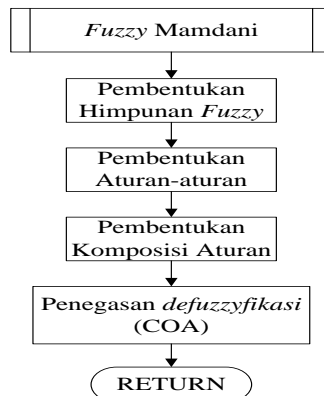 Fuzzy Mamdani
Pembentukan
Himpunan Fuzzy
Pembentukan
Aturan-aturan
Pembentukan
Komposisi Aturan
Penegasan defuzzyfikasi
(COA)
RETURN